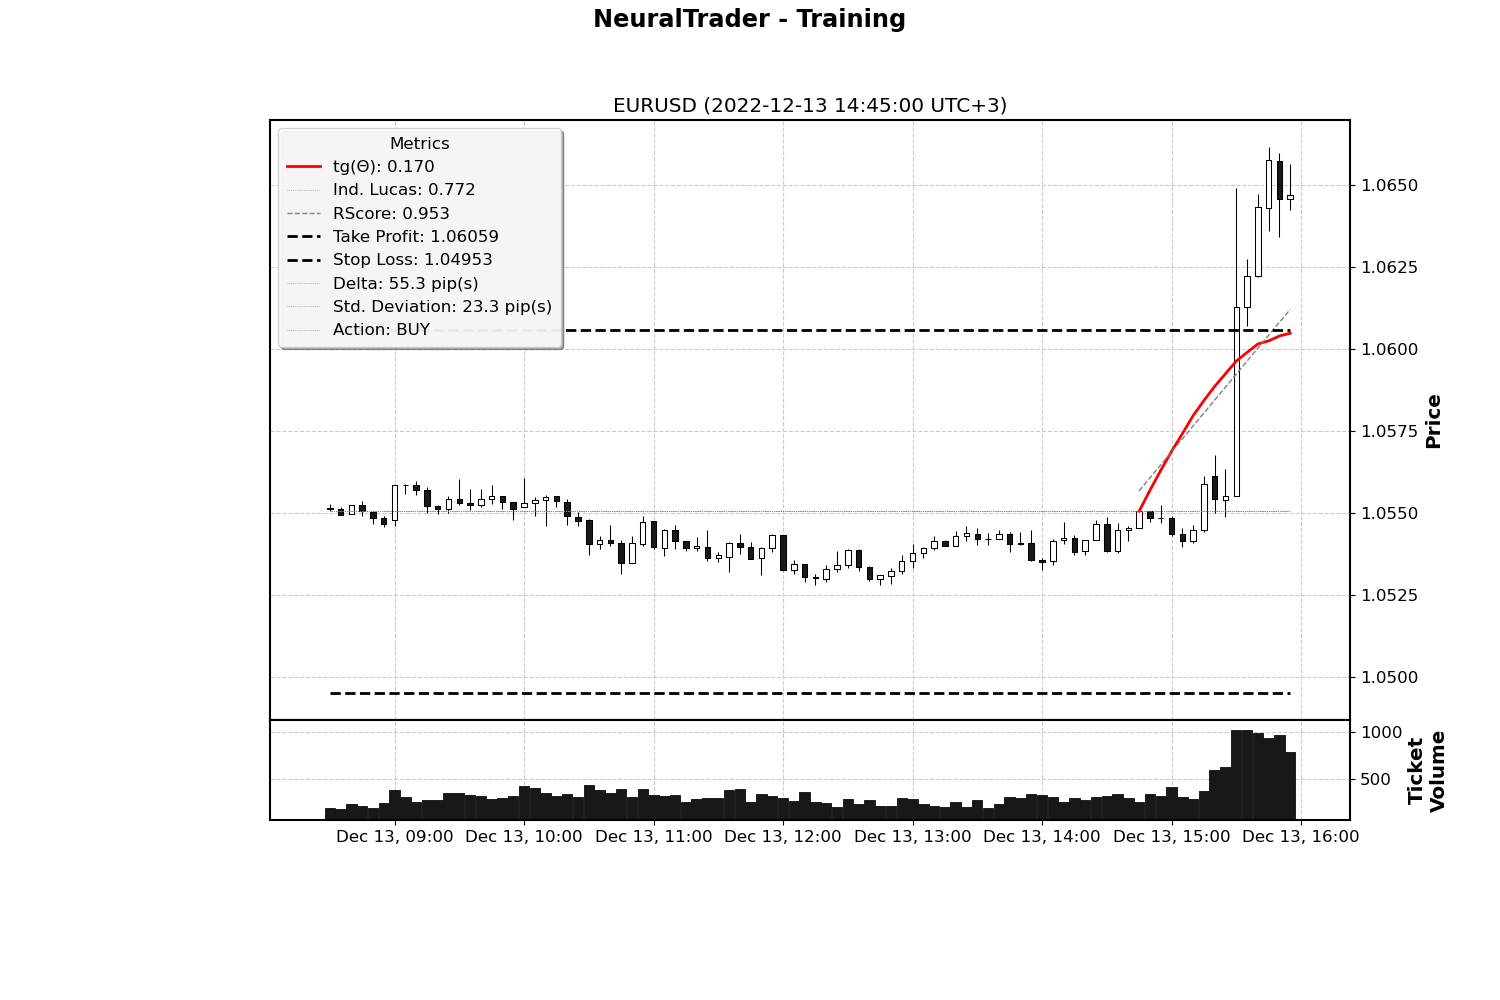 NeuralTrader - Training
EURUSD (2022-12-13 14:45:00 UTC+3)
Metrics
tg(Θ): 0.170
Ind. Lucas: 0.772
RScore: 0.953
Take Profit: 1.06059
Stop Loss: 1.04953
Delta: 55.3 pip(s)
Std. Deviation: 23.3 pip(s)
Action: BUY
1.0650
1.0625
1.0600
1.0575
1.0550
1.0525
1.0500
Price
1000
500
Ticket
Volume
Dec 13, 09:00
Dec 13, 10:00
Dec 13, 11:00
Dec 13, 12:00
Dec 13, 13:00
Dec 13, 14:00
Dec 13, 15:00
Dec 13, 16:00